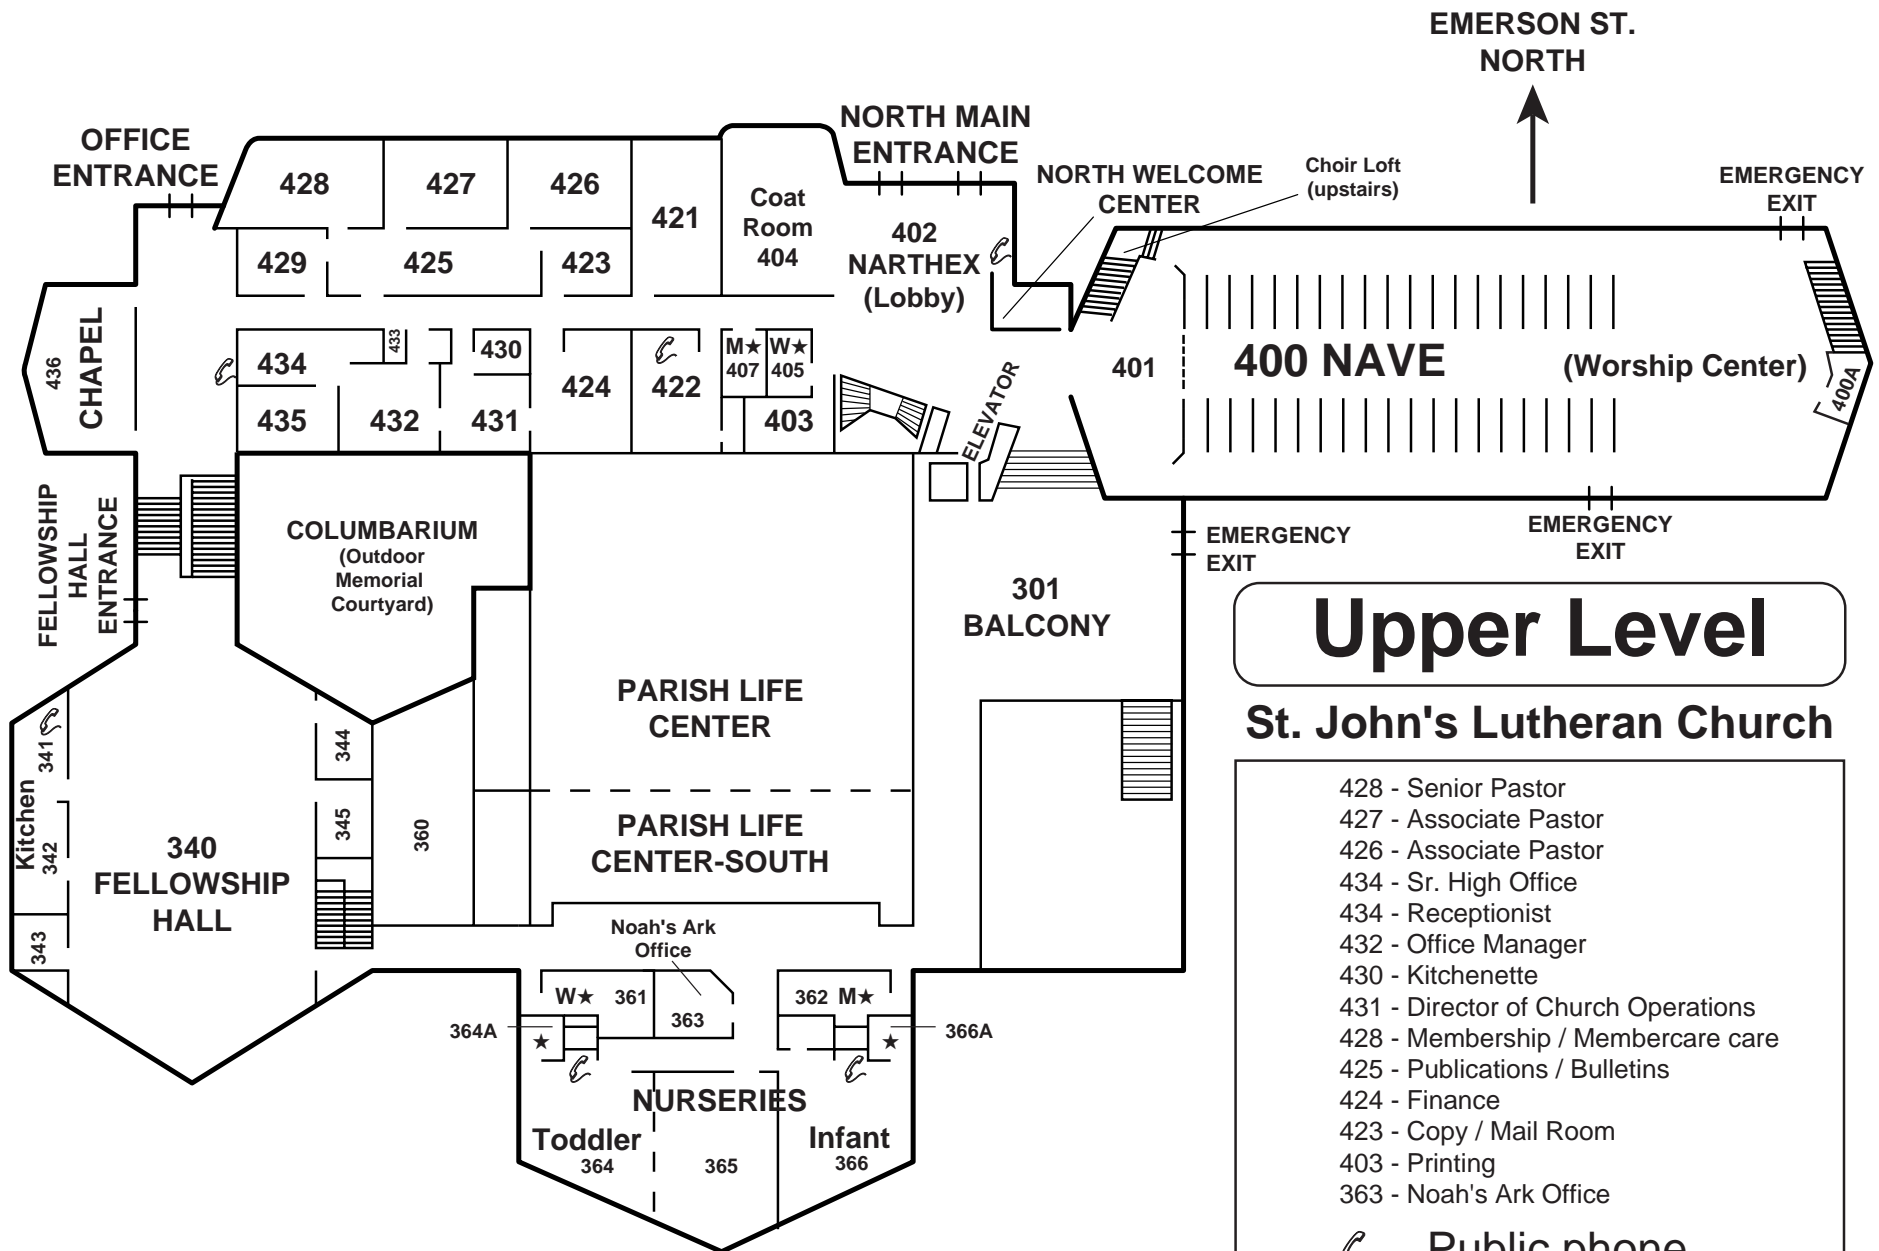 EMERSON ST.
NORTH
OFFICE
ENTRANCE
NORTH MAIN
ENTRANCE
NORTH WELCOME
CENTER
Choir Loft
(upstairs)
EMERGENCY
EXIT
428
427
426
421
Coat
Room
404
402
NARTHEX
(Lobby)
429
425
423
436
CHAPEL
434
433
430
424
422
M★
407
W★
405
435
432
431
403
ELEVATOR
401
400 NAVE
(Worship Center)
400A
FELLOWSHIP
HALL
ENTRANCE
COLUMBARIUM
(Outdoor
Memorial
Courtyard)
EMERGENCY
EXIT
EMERGENCY
EXIT
301
BALCONY
PARISH LIFE
CENTER
PARISH LIFE
CENTER-SOUTH
341
Kitchen
342
343
344
345
360
340
FELLOWSHIP
HALL
Noah's Ark
Office
W★
361
363
362
M★
364A
★
★
366A
NURSERIES
Toddler
364
365
Infant
366
Upper Level
St. John's Lutheran Church
428 - Senior Pastor
427 - Associate Pastor
426 - Associate Pastor
434 - Sr. High Office
434 - Receptionist
432 - Office Manager
430 - Kitchenette
431 - Director of Church Operations
428 - Membership / Membercare care
425 - Publications / Bulletins
424 - Finance
423 - Copy / Mail Room
403 - Printing
363 - Noah's Ark Office
Public phone